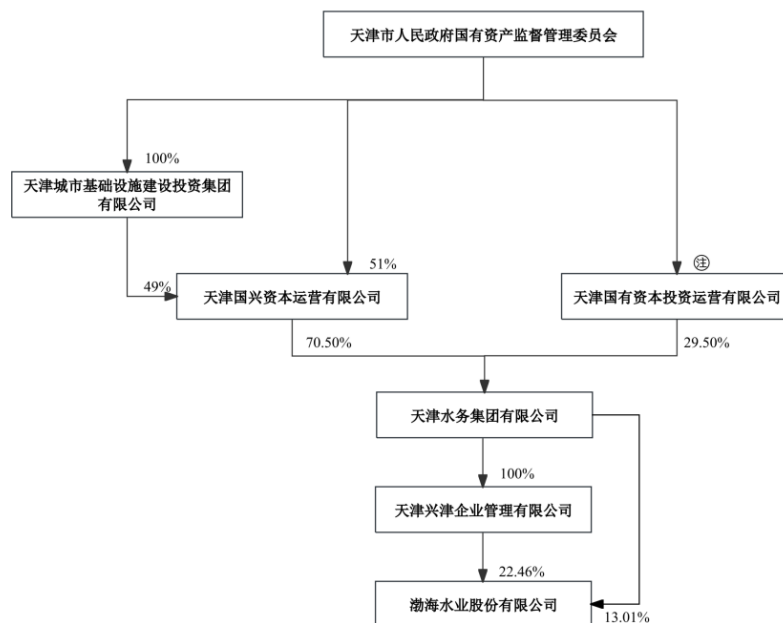 天津市人民政府国有资产监督管理委员会
100%
天津城市基础设施建设投资集团
有限公司
49%
51%
注
天津国兴资本运营有限公司
天津国有资本投资运营有限公司
70.50%
29.50%
天津水务集团有限公司
100%
天津兴津企业管理有限公司
22.46%
渤海水业股份有限公司
13.01%